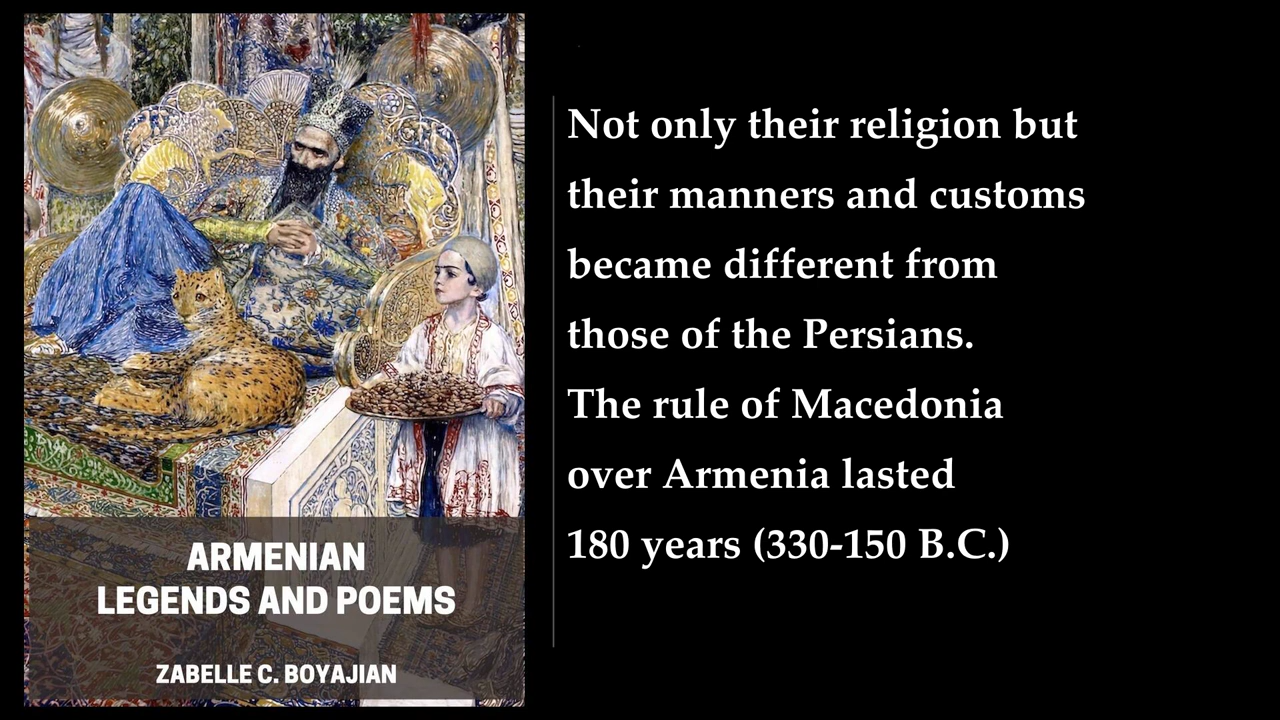 ARMENIAN
LEGENDS AND POEMS
ZABELLE C. BOYAJIAN
Not only their religion but
their manners and customs
became different from
those of the Persians.
The rule of Macedonia
over Armenia lasted
180 years (330-150 B.C.)